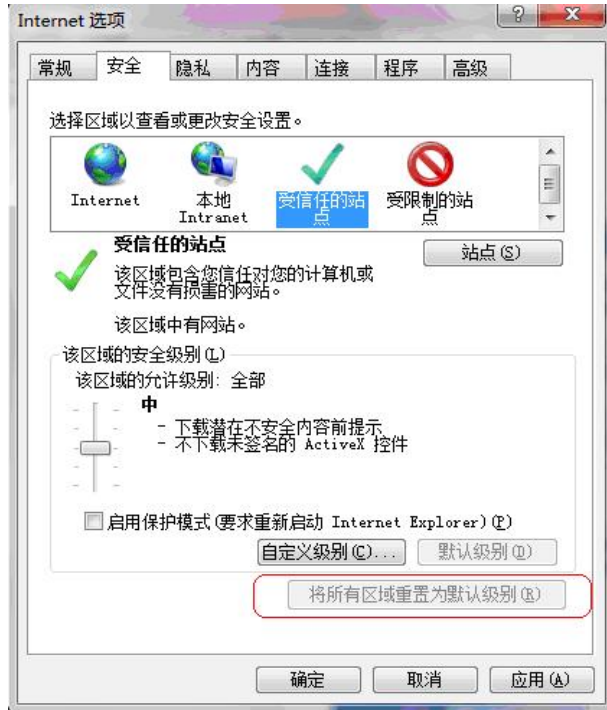 Internet 选项
常规 安全 隐私 内容 连接 程序 高级
选择区域以查看或更改安全设置。
Internet 本地 Intranet 受信任的站点 受限制的站点
受信任的站点
站点(S)
该区域包含您信任对您的计算机或
文件没有损害的网站。
该区域中有网站。
该区域的安全级别(L)
该区域的允许级别: 全部
中
- 下载潜在不安全内容前提示
- 不下载未签名的 ActiveX 控件
启用保护模式(要求重新启动 Internet Explorer)(P)
自定义级别(C)... 默认级别(D)
将所有区域重置为默认级别(R)
确定 取消 应用(A)